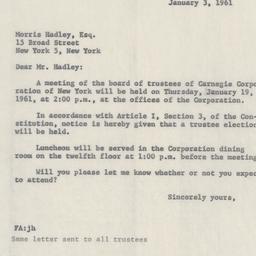 January 3, 1961
Morris Hadley, Esq.
15 Broad Street
New York 5, New York
Dear Mr. Hadley:
A meeting of the board of trustees of Carnegie Corpo
ration of New York will be held on Thursday, January 19,
1961, at 2:00 p.m., at the offices of the Corporation.
In accordance with Article I, Section 3, of the Con-
stitution, notice is hereby given that a trustee election
will be held.
Luncheon will be served in the Corporation dining
room on the twelfth floor at 1:00 p.m. before the meeting
Will you please let me know whether or not you expec
to attend?
Sincerely yours,
FA:jh
Same letter sent to all trustees